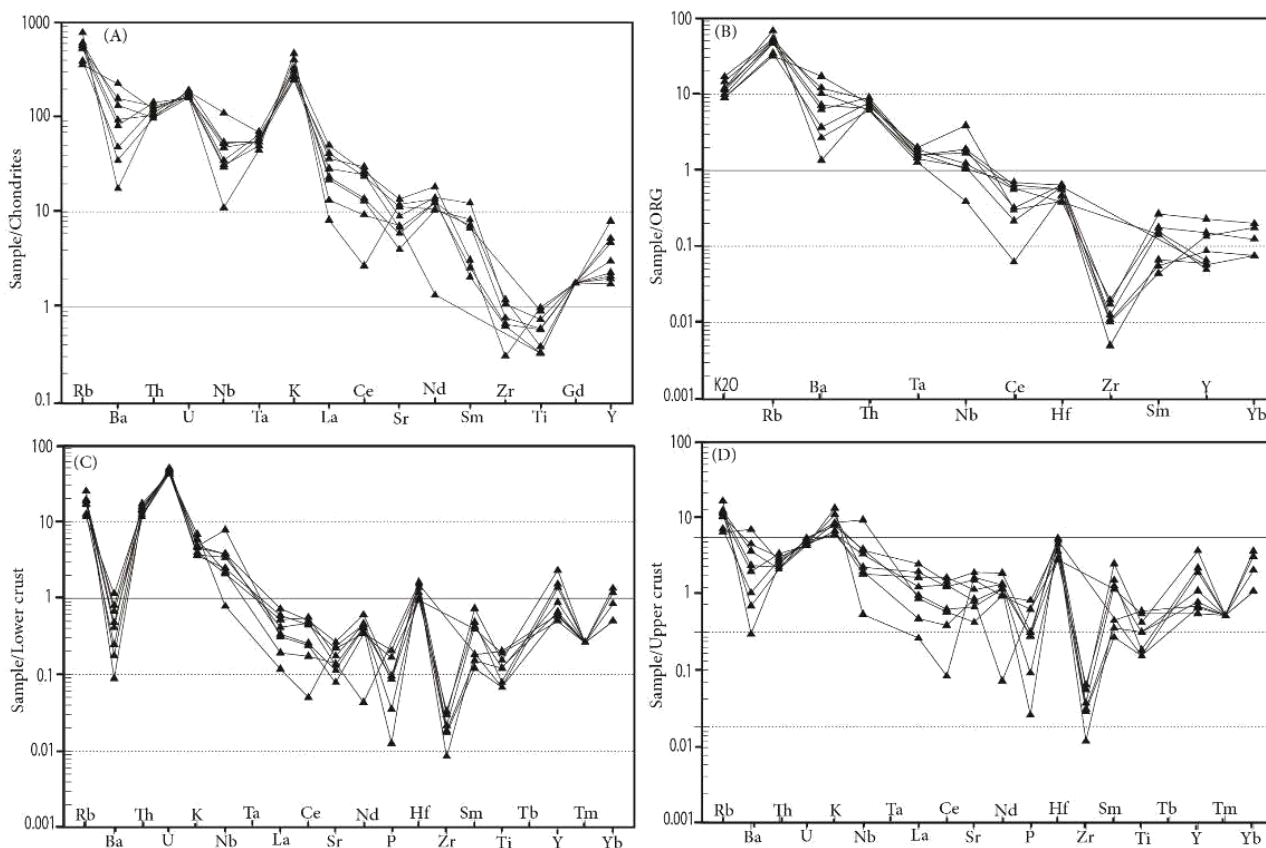 (A)
Sample/Chondrites
1000
100
10
1
0.1
Rb Th Nb K Ce Nd Zr Gd
Ba U Ta La Sr Sm Ti Y
(B)
Sample/ORG
100
10
1
0.1
0.01
0.001
K2O Ba Ta Ce Zr Y
Rb Th Nb Hf Sm Yb
(C)
Sample/Lower crust
100
10
1
0.1
0.01
0.001
Rb Th K Ta Ce Nd Hf Sm Tb Tm
Ba U Nb La Sr P Zr Ti Y Yb
(D)
Sample/Upper crust
100
10
1
0.1
0.01
0.001
Rb Th K Ta Ce Nd Hf Sm Tb Tm
Ba U Nb La Sr P Zr Ti Y Yb